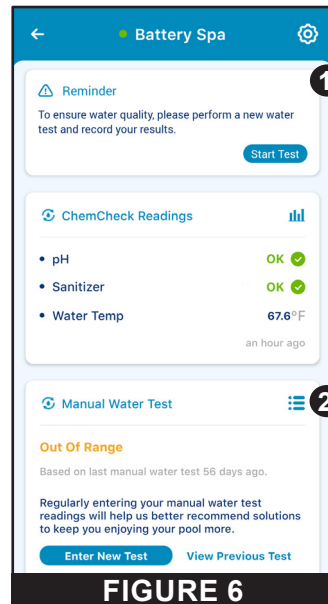 Battery Spa
1
Reminder
To ensure water quality, please perform a new water
test and record your results.
Start Test
ChemCheck Readings
• pH OK
• Sanitizer OK
• Water Temp 67.6°F
an hour ago
Manual Water Test
2
Out Of Range
Based on last manual water test 56 days ago.
Regularly entering your manual water test
readings will help us better recommend solutions
to keep you enjoying your pool more.
Enter New Test View Previous Test
FIGURE 6